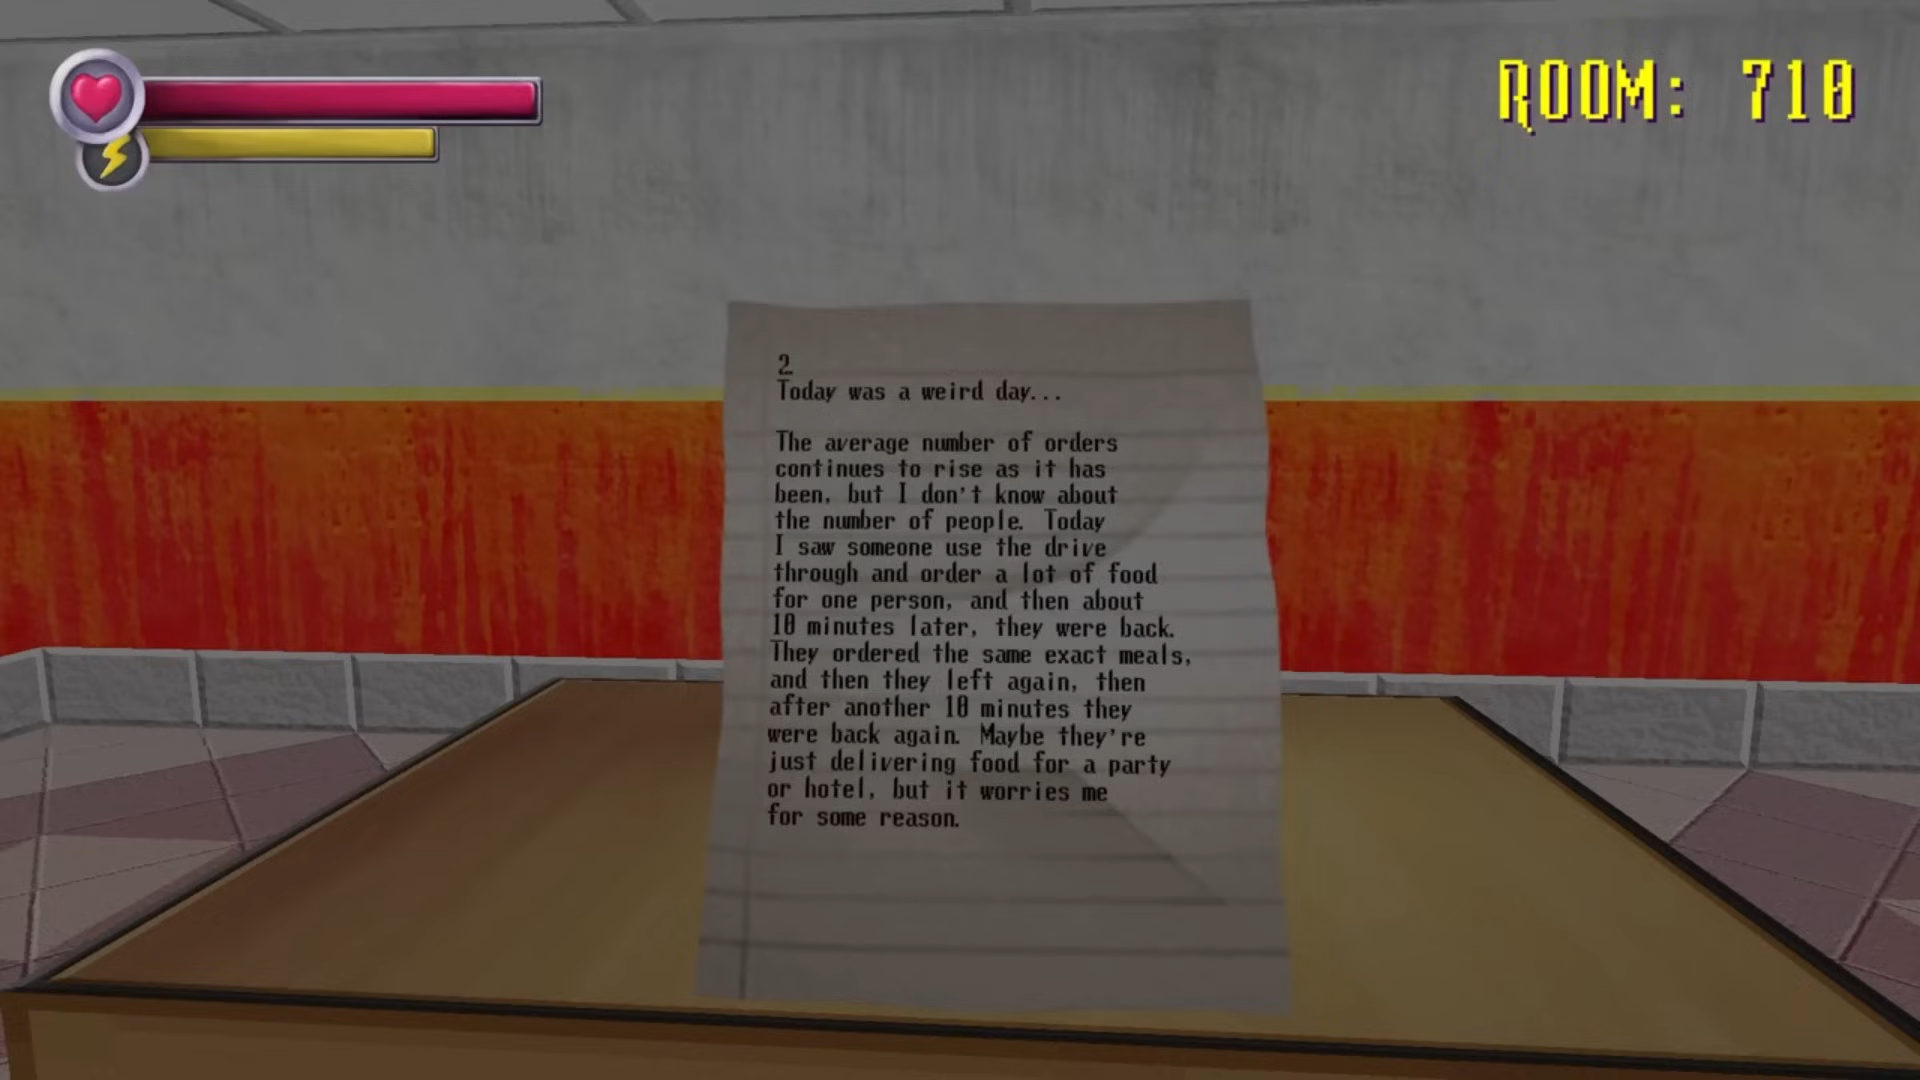 ROOM: 710
2
Today was a weird day...
The average number of orders
continues to rise as it has
been, but I don't know about
the number of people. Today
I saw someone use the drive
through and order a lot of food
for one person, and then about
10 minutes later, they were back.
They ordered the same exact meals,
and then they left again, then
after another 10 minutes they
were back again. Maybe they're
just delivering food for a party
or hotel, but it worries me
for some reason.